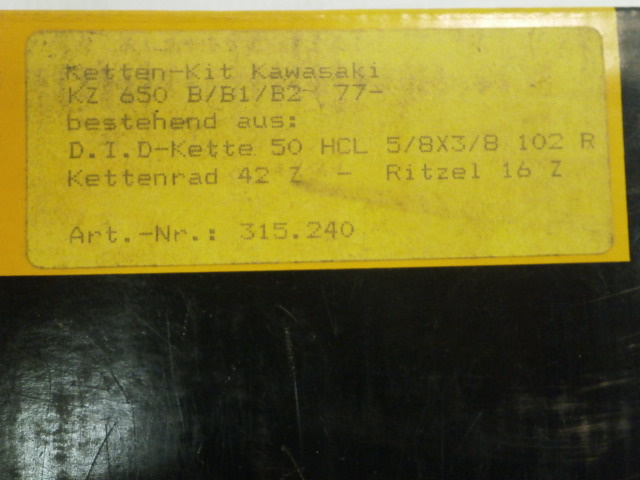 Ketten-Kit Kawasaki
KZ 650 B/B1/B2 77-
bestehend aus:
D.I.D-Kette 50 HCL 5/8X3/8 102 R
Kettenrad 42 Z - Ritzel 16 Z
Art.-Nr.: 315.240